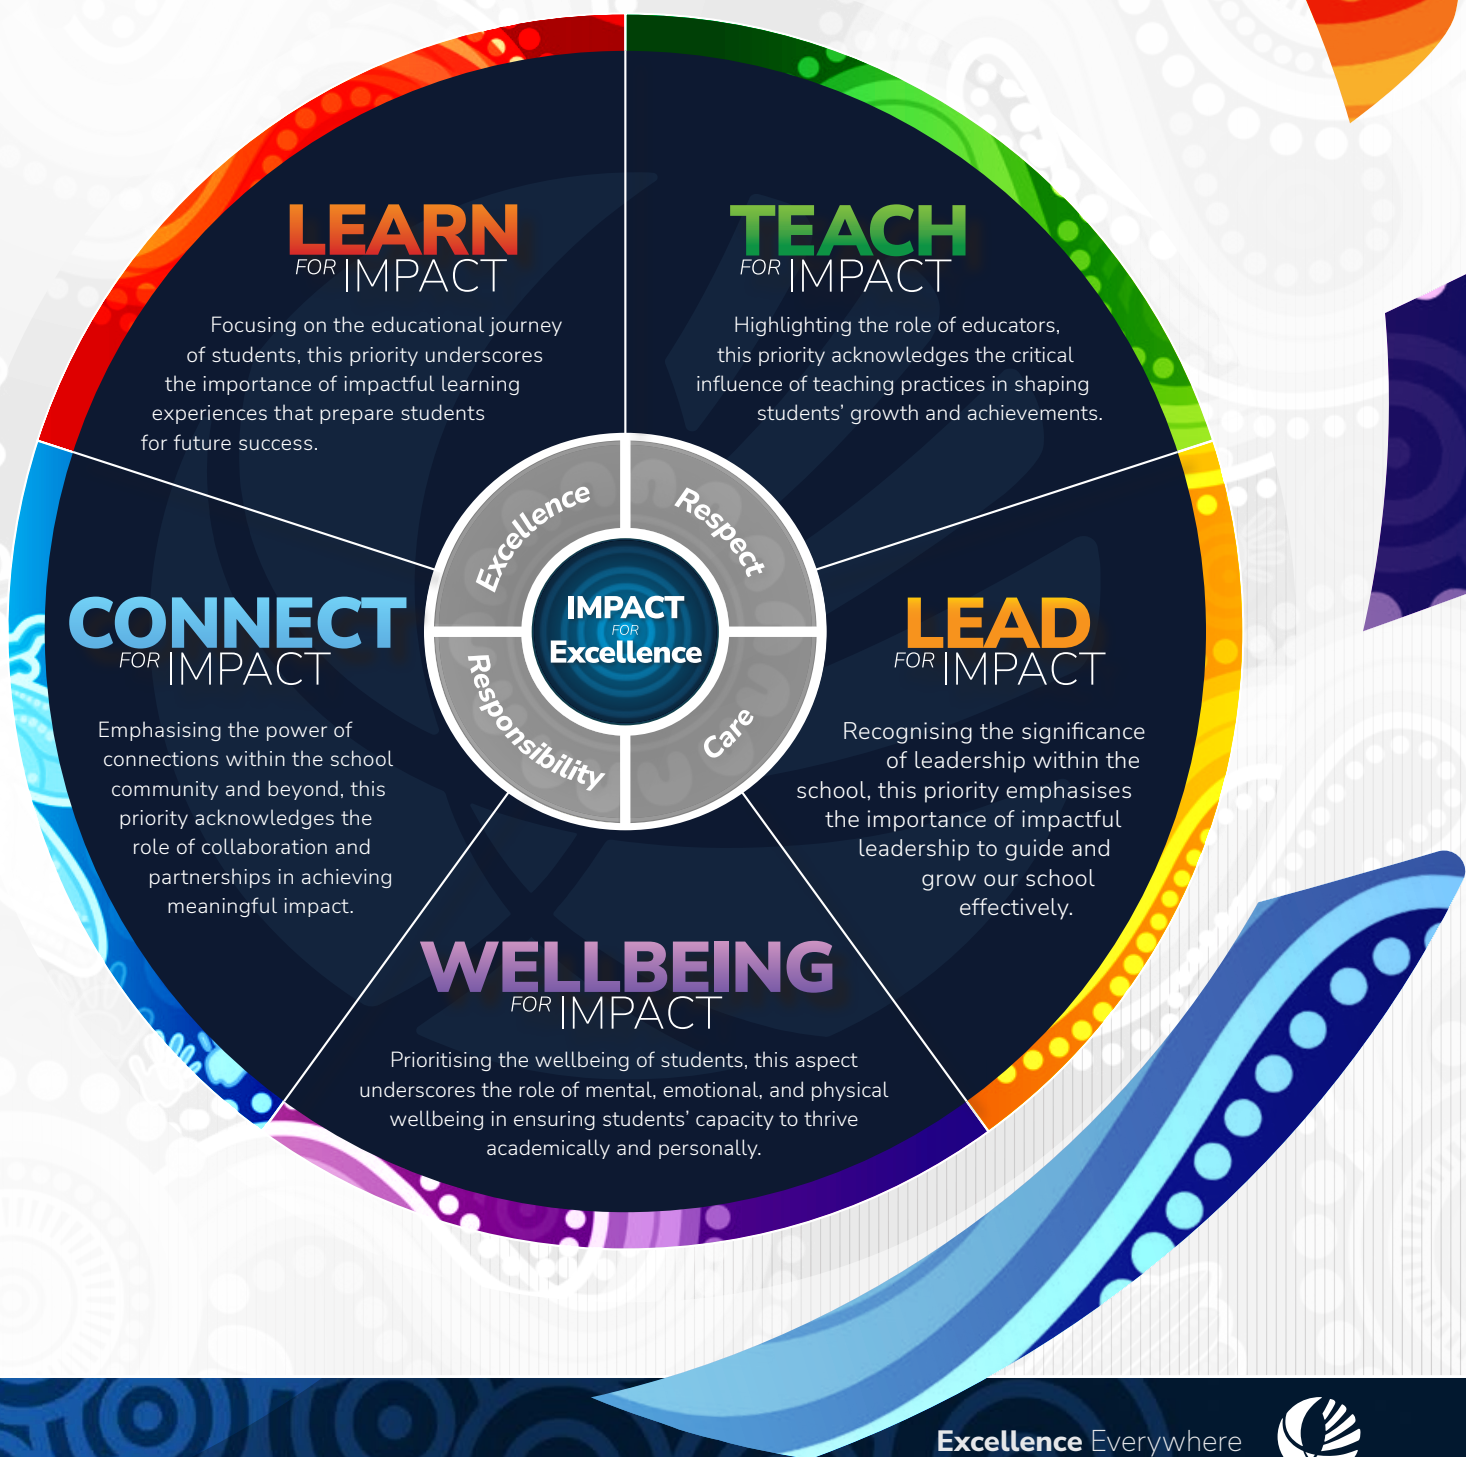 LEARN
FOR IMPACT
Focusing on the educational journey
of students, this priority underscores
the importance of impactful learning
experiences that prepare students
for future success.
TEACH
FOR IMPACT
Highlighting the role of educators,
this priority acknowledges the critical
influence of teaching practices in shaping
students’ growth and achievements.
Excellence
Respect
IMPACT
FOR
Excellence
Responsibility
Care
CONNECT
FOR IMPACT
Emphasising the power of
connections within the school
community and beyond, this
priority acknowledges the
role of collaboration and
partnerships in achieving
meaningful impact.
LEAD
FOR IMPACT
Recognising the significance
of leadership within the
school, this priority emphasises
the importance of impactful
leadership to guide and
grow our school
effectively.
WELLBEING
FOR IMPACT
Prioritising the wellbeing of students, this aspect
underscores the role of mental, emotional, and physical
wellbeing in ensuring students’ capacity to thrive
academically and personally.
Excellence Everywhere